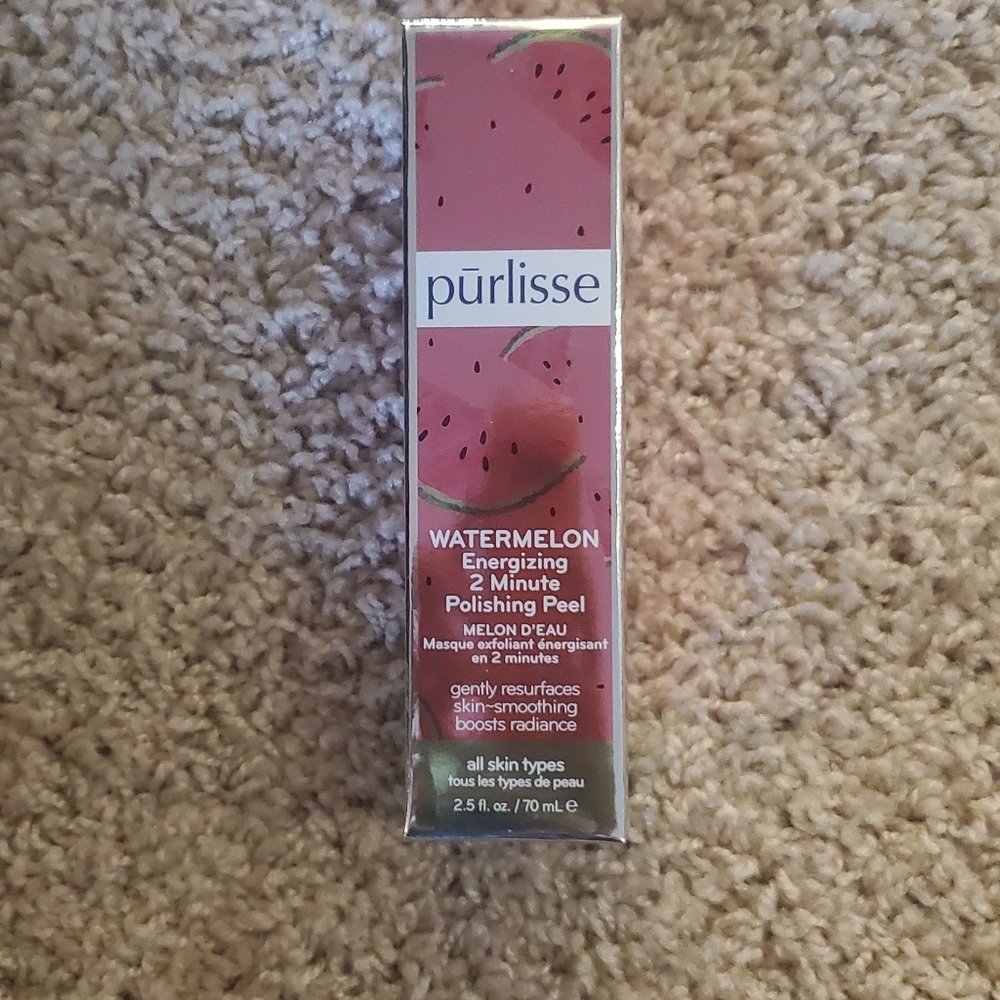 pūrlisse
WATERMELON
Energizing
2 Minute
Polishing Peel
MELON D'EAU
Masque exfoliant énergisant
en 2 minutes
gently resurfaces
skin~smoothing
boosts radiance
all skin types
tous les types de peau
2.5 fl. oz. / 70 mL ℮